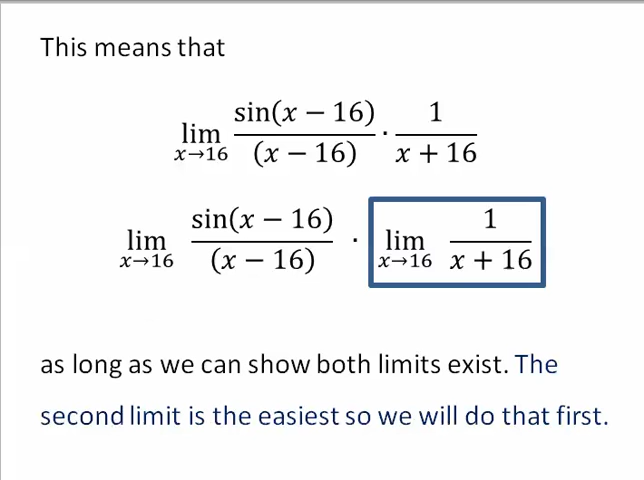 This means that
lim x→16 sin(x − 16)/(x − 16) · 1/(x + 16)
lim x→16 sin(x − 16)/(x − 16) · lim x→16 1/(x + 16)
as long as we can show both limits exist. The
second limit is the easiest so we will do that first.